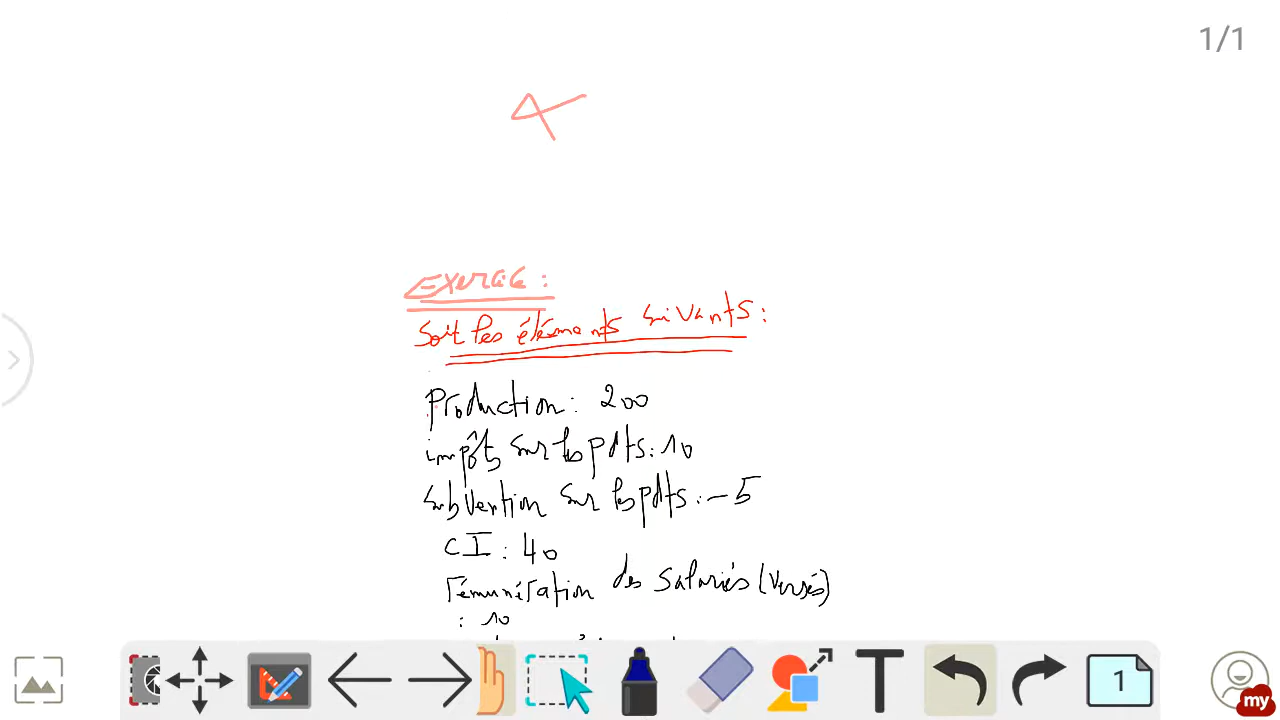 1/1
Exercice :
Soit les éléments suivants :
Production : 200
impôts sur les pdts : 10
subvention sur les pdts : - 5
CI : 40
rémunération des salariés (versés)
: 10
T
1
my